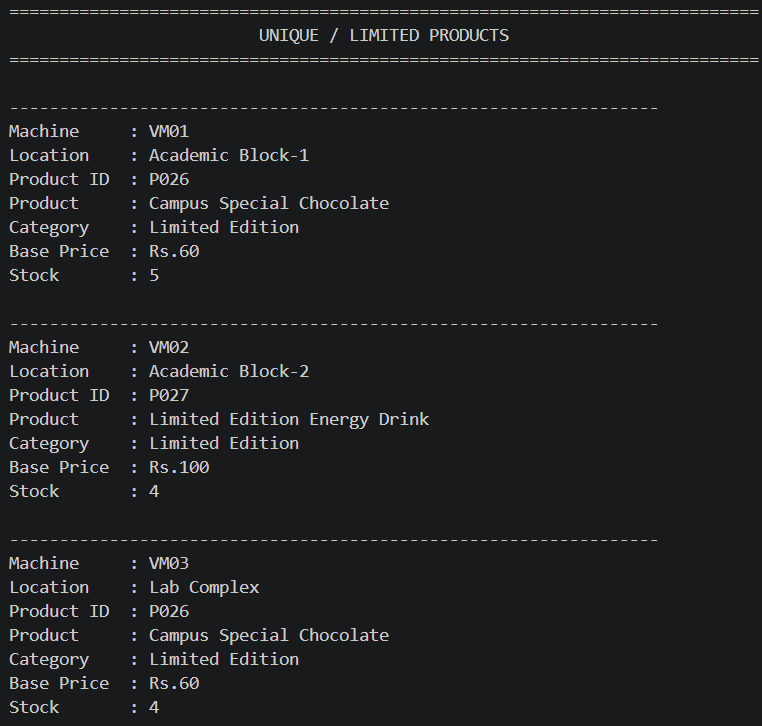 ===========================================================================
UNIQUE / LIMITED PRODUCTS
===========================================================================
-----------------------------------------------------------------
Machine     : VM01
Location    : Academic Block-1
Product ID  : P026
Product     : Campus Special Chocolate
Category    : Limited Edition
Base Price  : Rs.60
Stock       : 5
-----------------------------------------------------------------
Machine     : VM02
Location    : Academic Block-2
Product ID  : P027
Product     : Limited Edition Energy Drink
Category    : Limited Edition
Base Price  : Rs.100
Stock       : 4
-----------------------------------------------------------------
Machine     : VM03
Location    : Lab Complex
Product ID  : P026
Product     : Campus Special Chocolate
Category    : Limited Edition
Base Price  : Rs.60
Stock       : 4